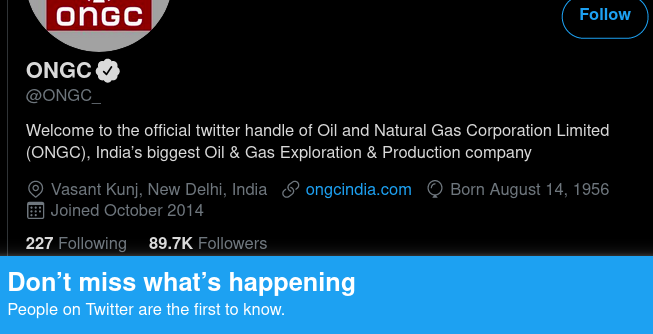 ONGC
Follow
ONGC
@ONGC_
Welcome to the official twitter handle of Oil and Natural Gas Corporation Limited
(ONGC), India’s biggest Oil & Gas Exploration & Production company
Vasant Kunj, New Delhi, India ongcindia.com Born August 14, 1956
Joined October 2014
227 Following 89.7K Followers
Don’t miss what’s happening
People on Twitter are the first to know.